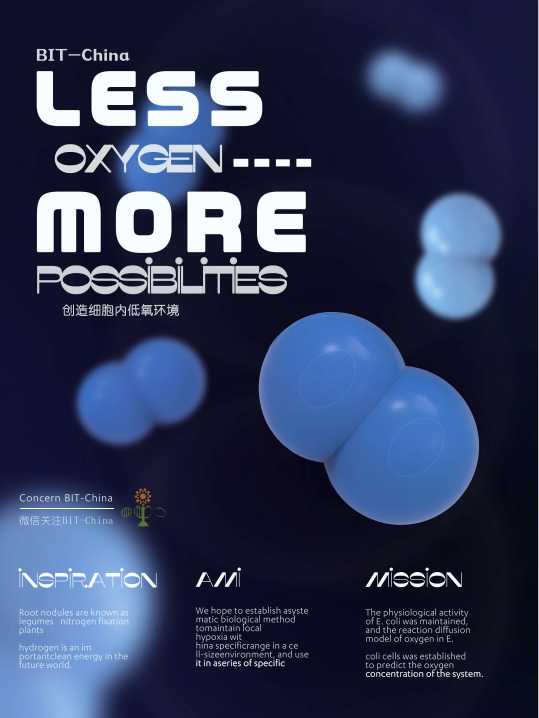 BIT—China
LESS
OXYGEN ----
MORE
POSSIBILITIES
创造细胞内低氧环境
Concern BIT-China
微信关注BIT-China
INSPIRATION
Root nodules are known as
legumes nitrogen fixation
plants
hydrogen is an im
portantclean energy in the
future world.
AMI
We hope to establish asyste
matic biological method
tomaintain local
hypoxia wit
hina specificrange in a ce
ll-sizeenvironment, and use
it in aseries of specific
MISSION
The physiological activity
of E. coli was maintained,
and the reaction diffusion
model of oxygen in E.
coli cells was established
to predict the oxygen
concentration of the system.